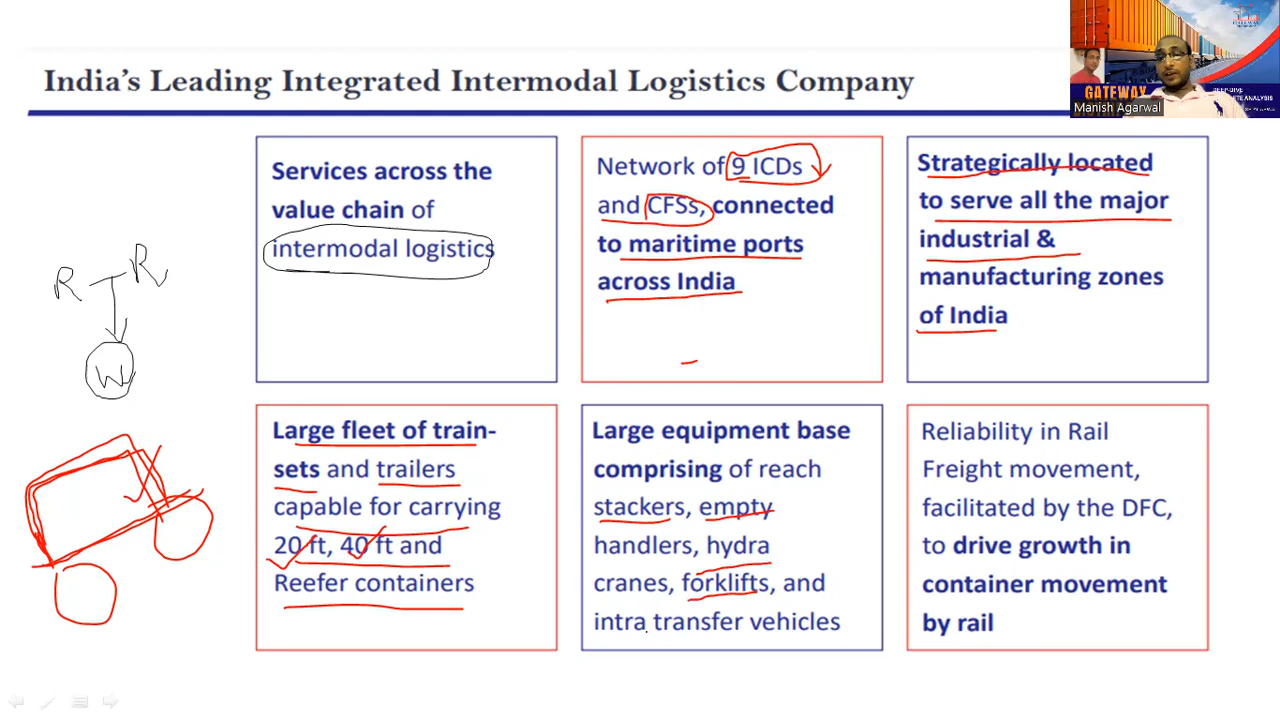 India's Leading Integrated Intermodal Logistics Company
GATEWAY
Manish Agarwal
Services across the
value chain of
intermodal logistics
Network of 9 ICDs
and CFSs, connected
to maritime ports
across India
Strategically located
to serve all the major
industrial &
manufacturing zones
of India
R R
W
Large fleet of train-
sets and trailers
capable for carrying
20 ft, 40 ft and
Reefer containers
Large equipment base
comprising of reach
stackers, empty
handlers, hydra
cranes, forklifts, and
intra transfer vehicles
Reliability in Rail
Freight movement,
facilitated by the DFC,
to drive growth in
container movement
by rail